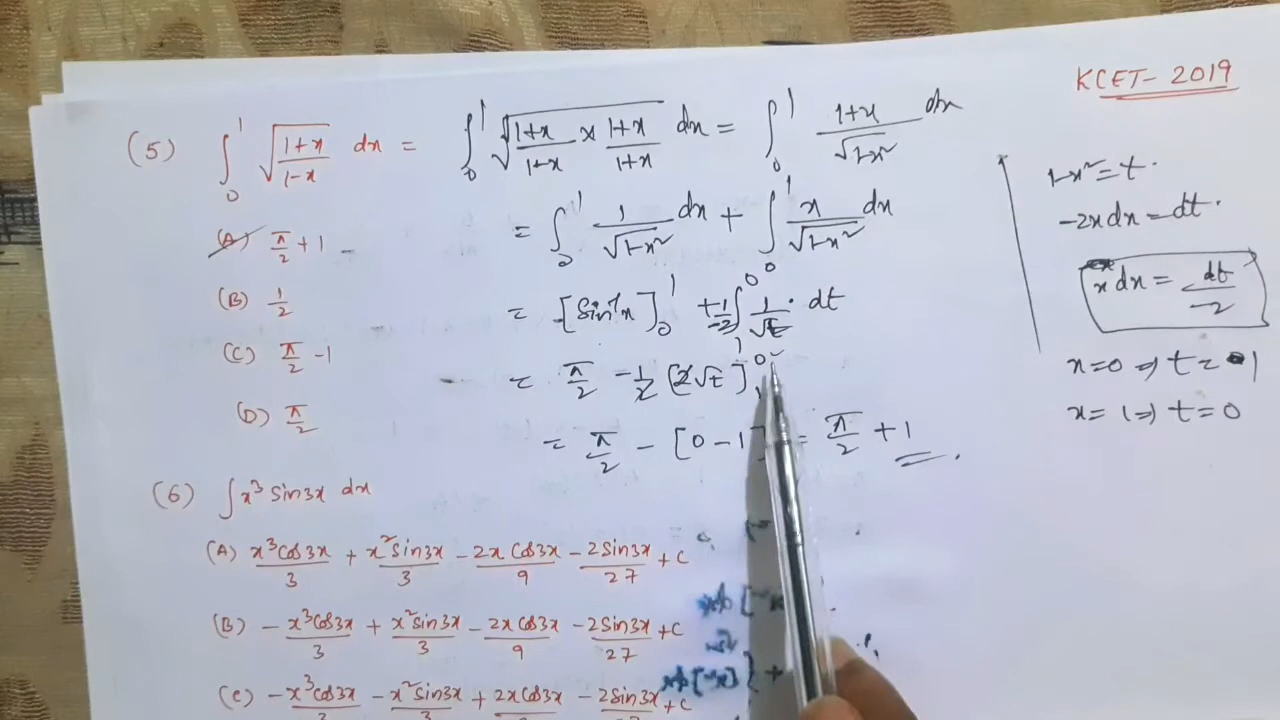 KCET- 2019
(5) ∫₀¹ √((1+x)/(1-x)) dx = ∫₀¹ √((1+x)/(1-x) × (1+x)/(1+x)) dx = ∫₀¹ (1+x)/√(1-x²) dx
= ∫₀¹ 1/√(1-x²) dx + ∫₀¹ x/√(1-x²) dx
(A) π/2 + 1
(B) 1/2
(C) π/2 - 1
(D) π/2
= [Sin⁻¹x]₀¹ + 1/-2 ∫₁⁰ 1/√t · dt
= π/2 - 1/2 [2√t]₁⁰
= π/2 - [0-1] = π/2 + 1
1-x² = t.
-2x dx = dt.
x dx = dt/-2
x=0 ⇒ t = 1
x=1 ⇒ t=0
(6) ∫ x³ Sin3x dx
(A) x³Cos3x/3 + x²Sin3x/3 - 2x Cos3x/9 - 2Sin3x/27 + C
(B) - x³Cos3x/3 + x²Sin3x/3 - 2x Cos3x/9 - 2Sin3x/27 + C
(C) - x³Cos3x/3 - x²Sin3x/3 + 2x Cos3x/9 - 2Sin3x/27 + C